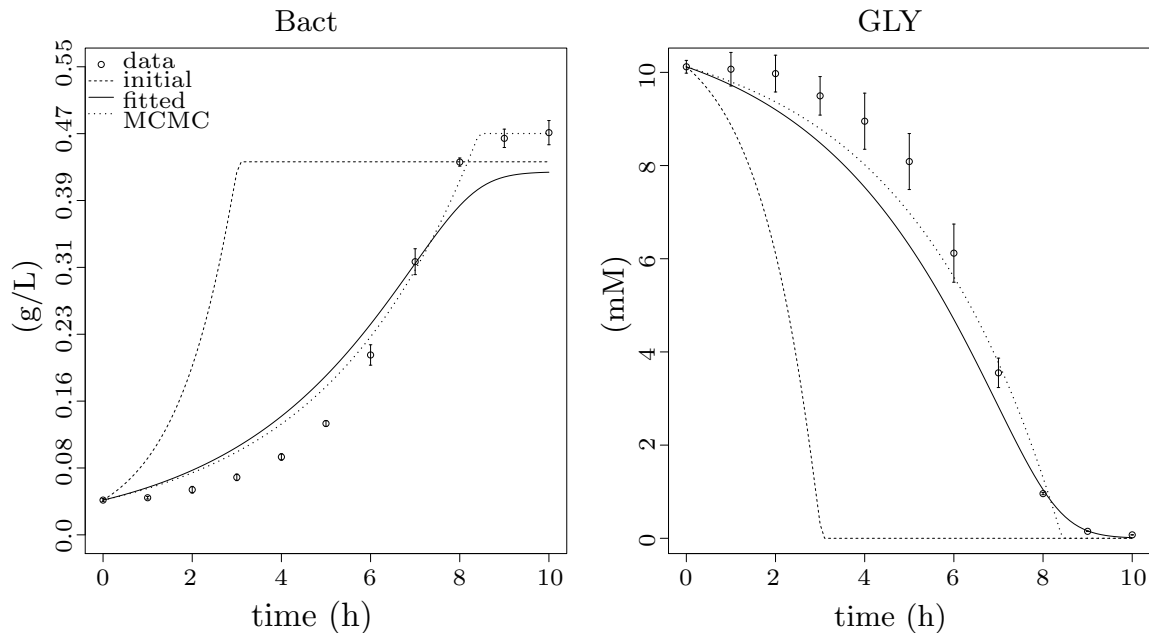 Bact
data
initial
fitted
MCMC
(g/L)
0.55
0.47
0.39
0.31
0.23
0.16
0.08
0.0
0 2 4 6 8 10
time (h)
GLY
(mM)
10
8
6
4
2
0
0 2 4 6 8 10
time (h)